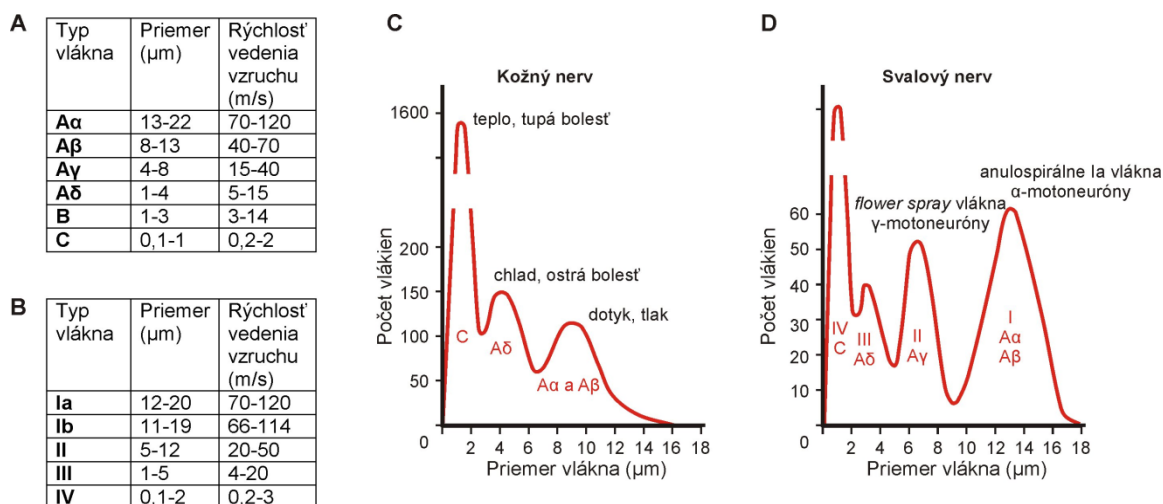 A
Typ vlákna Priemer (µm) Rýchlosť vedenia vzruchu (m/s)
Aα 13-22 70-120
Aβ 8-13 40-70
Aγ 4-8 15-40
Aδ 1-4 5-15
B 1-3 3-14
C 0,1-1 0,2-2
B
Typ vlákna Priemer (µm) Rýchlosť vedenia vzruchu (m/s)
Ia 12-20 70-120
Ib 11-19 66-114
II 5-12 20-50
III 1-5 4-20
IV 0,1-2 0,2-3
C
Kožný nerv
1600
teplo, tupá bolesť
200
chlad, ostrá bolesť
150
dotyk, tlak
100
C
Aδ
50
Aα a Aβ
0
2 4 6 8 10 12 14 16 18
Počet vlákien
Priemer vlákna (µm)
D
Svalový nerv
anulospirálne Ia vlákna
α-motoneuróny
flower spray vlákna
γ-motoneuróny
60
50
40
30
20
10
0
IV
C
III
Aδ
II
Aγ
I
Aα
Aβ
2 4 6 8 10 12 14 16 18
Počet vlákien
Priemer vlákna (µm)